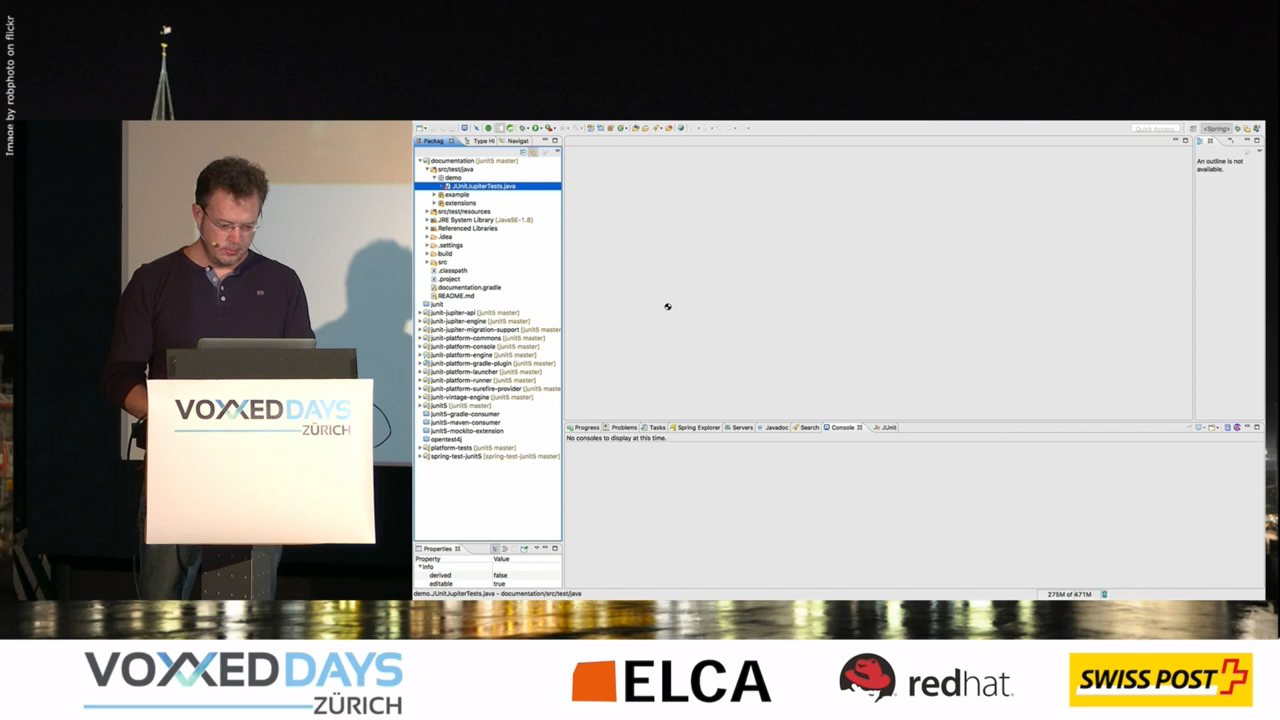 Image by robphoto on flickr
Quick Access
<Spring>
Packag
Type Hi
Navigat
documentation [junit5 master]
src/test/java
demo
JUnitJupiterTests.java
example
extensions
src/test/resources
JRE System Library [JavaSE-1.8]
Referenced Libraries
.idea
.settings
build
src
.classpath
.project
documentation.gradle
README.md
junit
junit-jupiter-api [junit5 master]
junit-jupiter-engine [junit5 master]
junit-jupiter-migration-support [junit5 master
junit-platform-commons [junit5 master]
junit-platform-console [junit5 master]
junit-platform-engine [junit5 master]
junit-platform-gradle-plugin [junit5 master]
junit-platform-launcher [junit5 master]
junit-platform-runner [junit5 master]
junit-platform-surefire-provider [junit5 maste
junit-vintage-engine [junit5 master]
junit5 [junit5 master]
junit5-gradle-consumer
junit5-maven-consumer
junit5-mockito-extension
opentest4j
platform-tests [junit5 master]
spring-test-junit5 [spring-test-junit5 master]
An outline is not
available.
Progress
Problems
Tasks
Spring Explorer
Servers
Javadoc
Search
Console
JUnit
No consoles to display at this time.
Properties
Property Value
Info
derived false
editable true
demo.JUnitJupiterTests.java - documentation/src/test/java
275M of 471M
VOXXED DAYS
ZÜRICH
VOXXED DAYS
ZÜRICH
ELCA
redhat.
SWISS POST